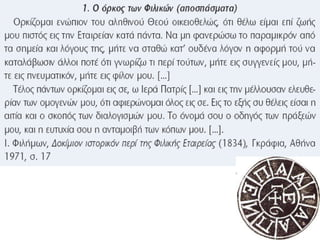 1. Ο όρκος των Φιλικών (αποσπάσματα)
Ορκίζομαι ενώπιον του αληθινού Θεού οικειοθελώς, ότι θέλω είμαι επί ζωής
μου πιστός εις την Εταιρείαν κατά πάντα. Να μη φανερώσω το παραμικρόν από
τα σημεία και λόγους της, μήτε να σταθώ κατ' ουδένα λόγον η αφορμή τού να
καταλάβωσιν άλλοι ποτέ ότι γνωρίζω τι περί τούτων, μήτε εις συγγενείς μου, μή-
τε εις πνευματικόν, μήτε εις φίλον μου. [...]
Τέλος πάντων ορκίζομαι εις σε, ω Ιερά Πατρίς [...] και εις την μέλλουσαν ελευθε-
ρίαν των ομογενών μου, ότι αφιερώνομαι όλος εις σε. Εις το εξής συ θέλεις είσαι η
αιτία και ο σκοπός των διαλογισμών μου. Το όνομά σου ο οδηγός των πράξεών
μου, και η ευτυχία σου η ανταμοιβή των κόπων μου. [...].
Ι. Φιλήμων, Δοκίμιον ιστορικόν περί της Φιλικής Εταιρείας (1834), Γκράφια, Αθήνα
1971, σ. 17